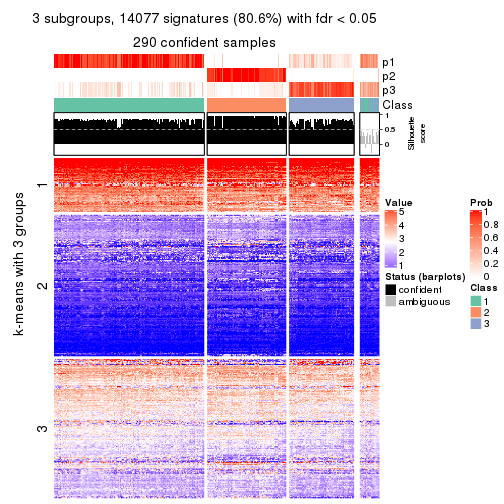 3 subgroups, 14077 signatures (80.6%) with fdr < 0.05
290 confident samples
p1
p2
p3
Class
1
0.5
0
Silhouette
score
k-means with 3 groups
1
2
3
Value
5
4
3
2
1
Status (barplots)
confident
ambiguous
Prob
1
0.8
0.6
0.4
0.2
0
Class
1
2
3